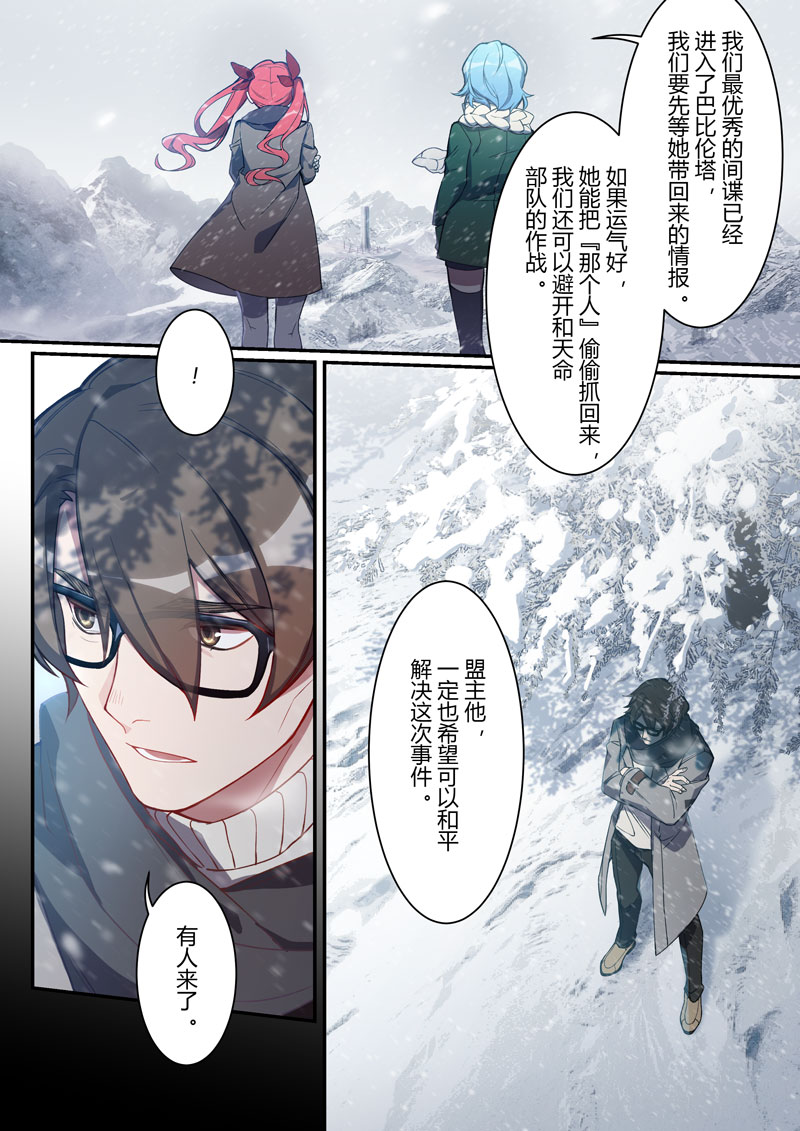 我们最优秀的间谍已经
进入了巴比伦塔，
我们要先等她带回来的情报。
如果运气好，
她能把『那个人』偷偷抓回来，
我们还可以避开和天命
部队的作战。
盟主他，
一定也希望可以和平
解决这次事件。
！
有人来了。